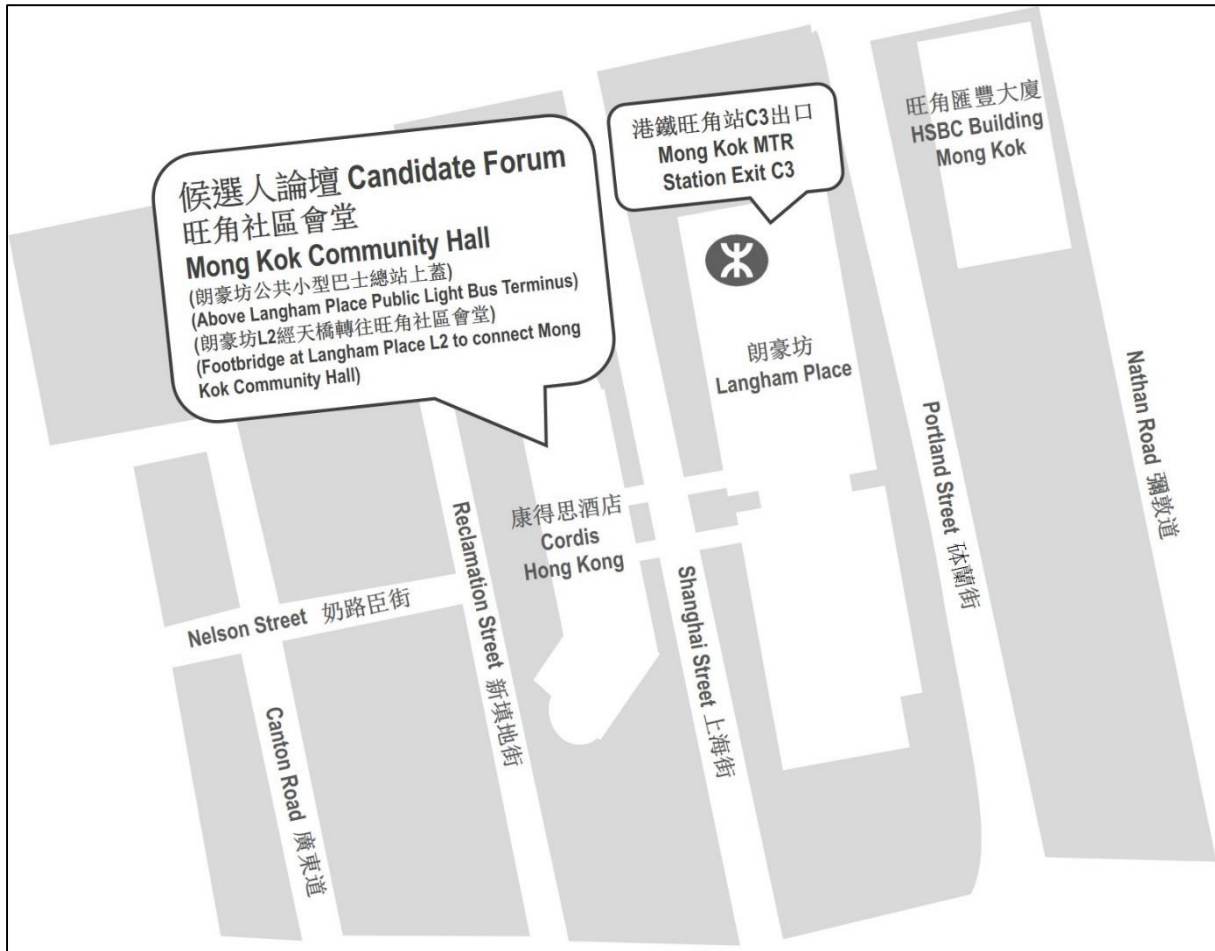 候選人論壇 Candidate Forum
旺角社區會堂
Mong Kok Community Hall
(朗豪坊公共小型巴士總站上蓋)
(Above Langham Place Public Light Bus Terminus)
(朗豪坊L2經天橋轉往旺角社區會堂)
(Footbridge at Langham Place L2 to connect Mong
Kok Community Hall)
港鐵旺角站C3出口
Mong Kok MTR
Station Exit C3
旺角匯豐大廈
HSBC Building
Mong Kok
朗豪坊
Langham Place
康得思酒店
Cordis
Hong Kong
Nelson Street 奶路臣街
Canton Road 廣東道
Reclamation Street 新填地街
Shanghai Street 上海街
Portland Street 砵蘭街
Nathan Road 彌敦道